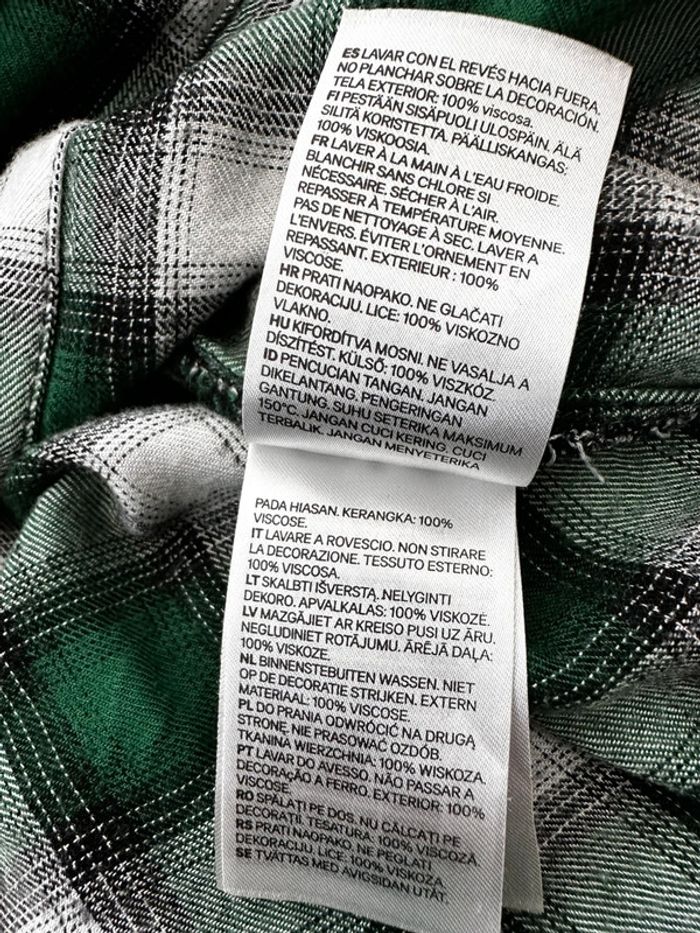 ES LAVAR CON EL REVÉS HACIA FUERA.
NO PLANCHAR SOBRE LA DECORACIÓN.
TELA EXTERIOR: 100% viscosa.
FI PESTÄÄN SISÄPUOLI ULOSPÄIN. ÄLÄ
SILITÄ KORISTETTA. PÄÄLLISKANGAS:
100% VISKOOSIA.
FR LAVER À LA MAIN À L'EAU FROIDE.
BLANCHIR SANS CHLORE SI
NÉCESSAIRE. SÉCHER À L'AIR.
REPASSER À TEMPÉRATURE MOYENNE.
PAS DE NETTOYAGE À SEC. LAVER A
L'ENVERS. ÉVITER L'ORNEMENT EN
REPASSANT. EXTERIEUR : 100%
VISCOSE.
HR PRATI NAOPAKO. NE GLAČATI
DEKORACIJU. LICE: 100% VISKOZNO
VLAKNO.
HU KIFORDÍTVA MOSNI. NE VASALJA A
DÍSZÍTÉST. KÜLSŐ: 100% VISZKÓZ.
ID PENCUCIAN TANGAN. JANGAN
DIKELANTANG. PENGERINGAN
GANTUNG. SUHU SETERIKA MAKSIMUM
150°C. JANGAN CUCI KERING. CUCI
TERBALIK. JANGAN MENYETERIKA
PADA HIASAN. KERANGKA: 100%
VISCOSE.
IT LAVARE A ROVESCIO. NON STIRARE
LA DECORAZIONE. TESSUTO ESTERNO:
100% VISCOSA.
LT SKALBTI IŠVERSTĄ. NELYGINTI
DEKORO. APVALKALAS: 100% VISKOZĖ.
LV MAZGĀJIET AR KREISO PUSI UZ ĀRU.
NEGLUDINIET ROTĀJUMU. ĀRĒJĀ DAĻA:
100% VISKOZE.
NL BINNENSTEBUITEN WASSEN. NIET
OP DE DECORATIE STRIJKEN. EXTERN
MATERIAAL: 100% VISCOSE.
PL DO PRANIA ODWRÓCIĆ NA DRUGĄ
STRONĘ. NIE PRASOWAĆ OZDÓB.
TKANINA WIERZCHNIA: 100% WISKOZA.
PT LAVAR DO AVESSO. NÃO PASSAR A
DECORAÇÃO A FERRO. EXTERIOR: 100%
VISCOSE.
RO SPĂLAŢI PE DOS. NU CĂLCAŢI PE
DECORAŢII. TESATURA: 100% VISCOZĂ.
RS PRATI NAOPAKO. NE PEGLATI
DEKORACIJU. LICE: 100% VISKOZA
SE TVÄTTAS MED AVIGSIDAN UTÅT.